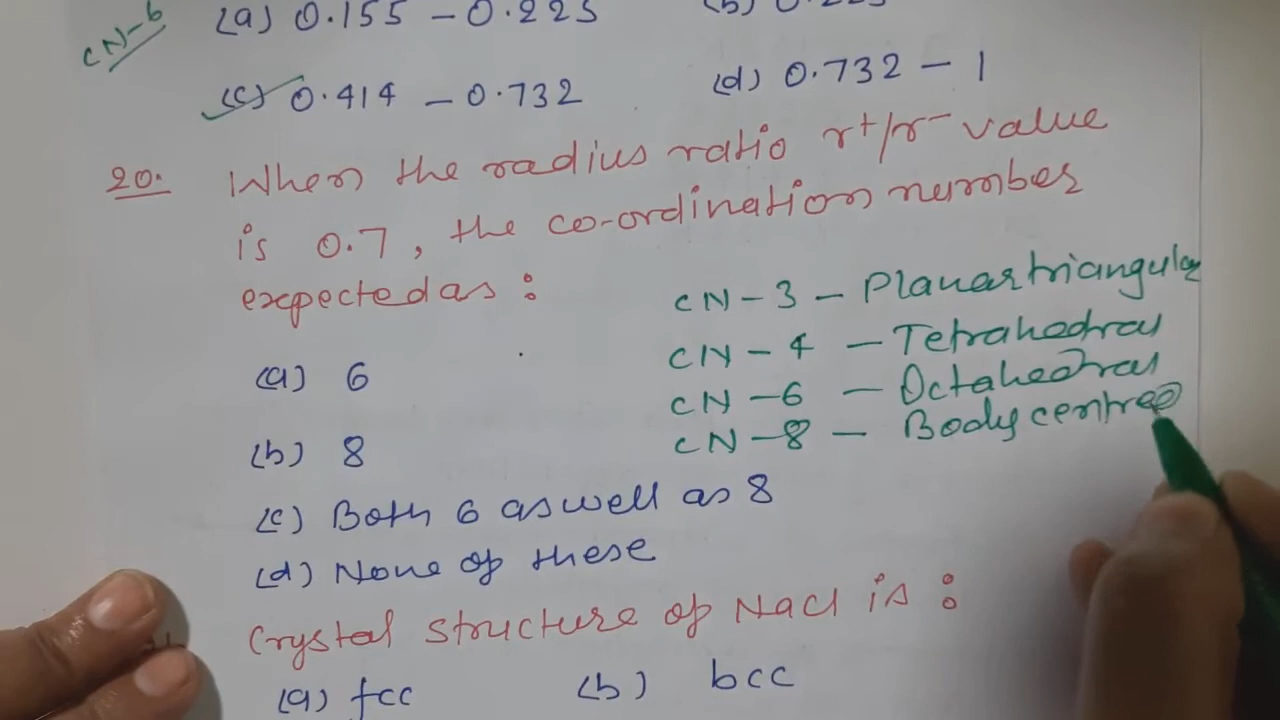 CN-6
(a) 0.155 - 0.225
(c) 0.414 - 0.732
(d) 0.732 - 1
20. When the radius ratio r+/r- value
is 0.7, the co-ordination number
expected as :
CN - 3 - Planar triangular
CN - 4 - Tetrahedral
CN - 6 - Octahedral
CN - 8 - Body centred
(a) 6
(b) 8
(c) Both 6 as well as 8
(d) None of these
Crystal structure of NaCl is :
(a) fcc
(b) bcc